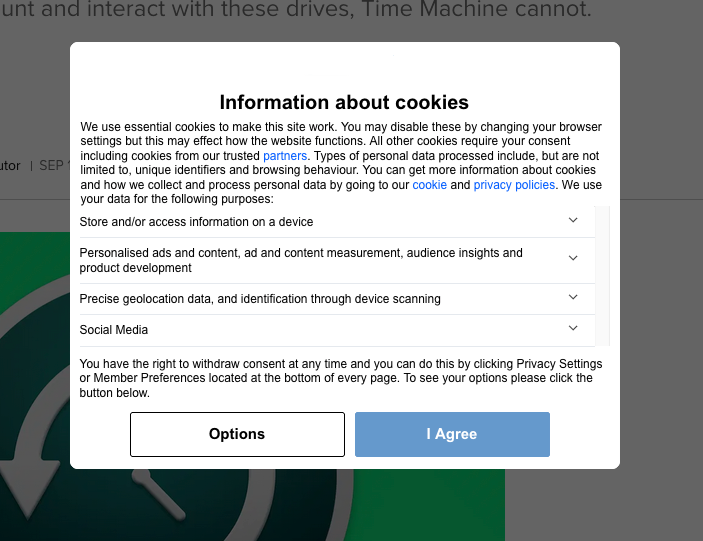 unt and interact with these drives, Time Machine cannot.
Information about cookies
We use essential cookies to make this site work. You may disable these by changing your browser
settings but this may effect how the website functions. All other cookies require your consent
including cookies from our trusted partners. Types of personal data processed include, but are not
limited to, unique identifiers and browsing behaviour. You can get more information about cookies
and how we collect and process personal data by going to our cookie and privacy policies. We use
your data for the following purposes:
utor | SEP
Store and/or access information on a device
Personalised ads and content, ad and content measurement, audience insights and
product development
Precise geolocation data, and identification through device scanning
Social Media
You have the right to withdraw consent at any time and you can do this by clicking Privacy Settings
or Member Preferences located at the bottom of every page. To see your options please click the
button below.
Options
I Agree